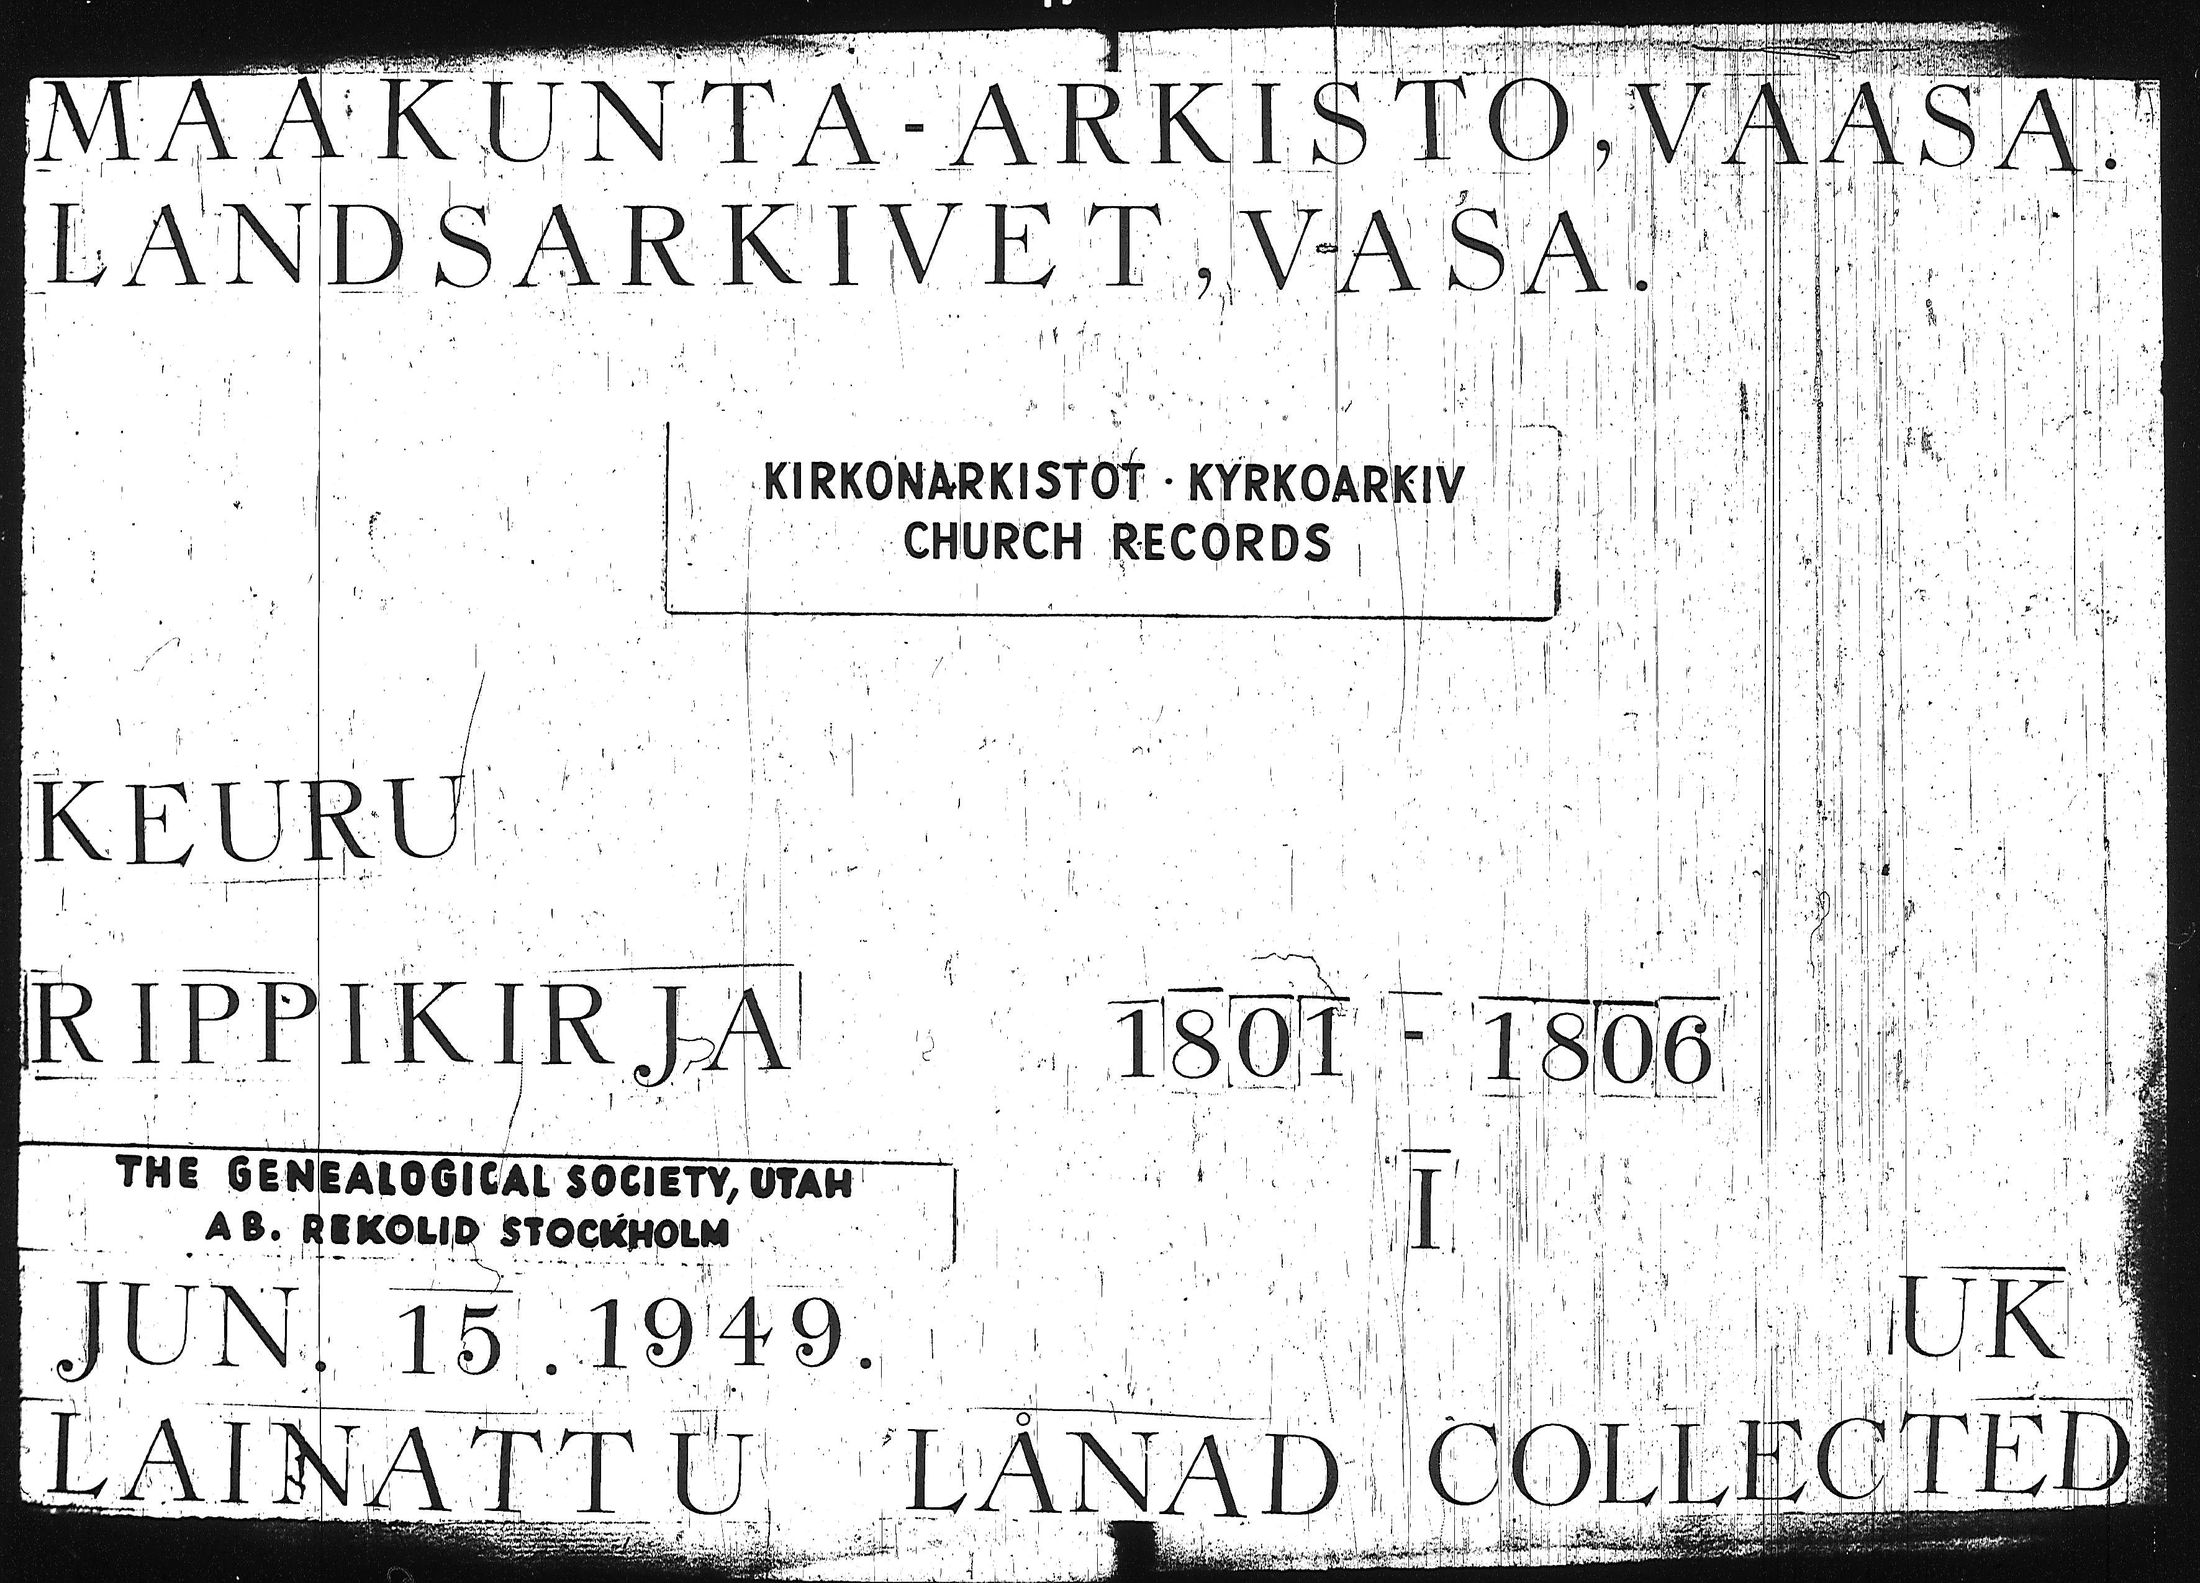 MAAKUNTA-ARKISTO, VAASA.
LANDSARKIVET, VASA.
KIRKONARKISTOT · KYRKOARKIV
CHURCH RECORDS
KEURU
RIPPIKIRJA 1801 - 1806
I
THE GENEALOGICAL SOCIETY, UTAH
AB. REKOLID STOCKHOLM
JUN. 15. 1949. UK
LAINATTU LÅNAD COLLECTED